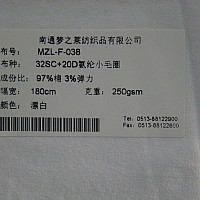 南通梦之莱纺织品有限公司
布号: MZL-F-038
布种: 32SC+20D氨纶小毛圈
成份比: 97%棉 3%弹力
幅宽: 180cm 克重: 250gsm
颜色: 漂白
Tel: 0513-88122900
Fax: 0513-88122800